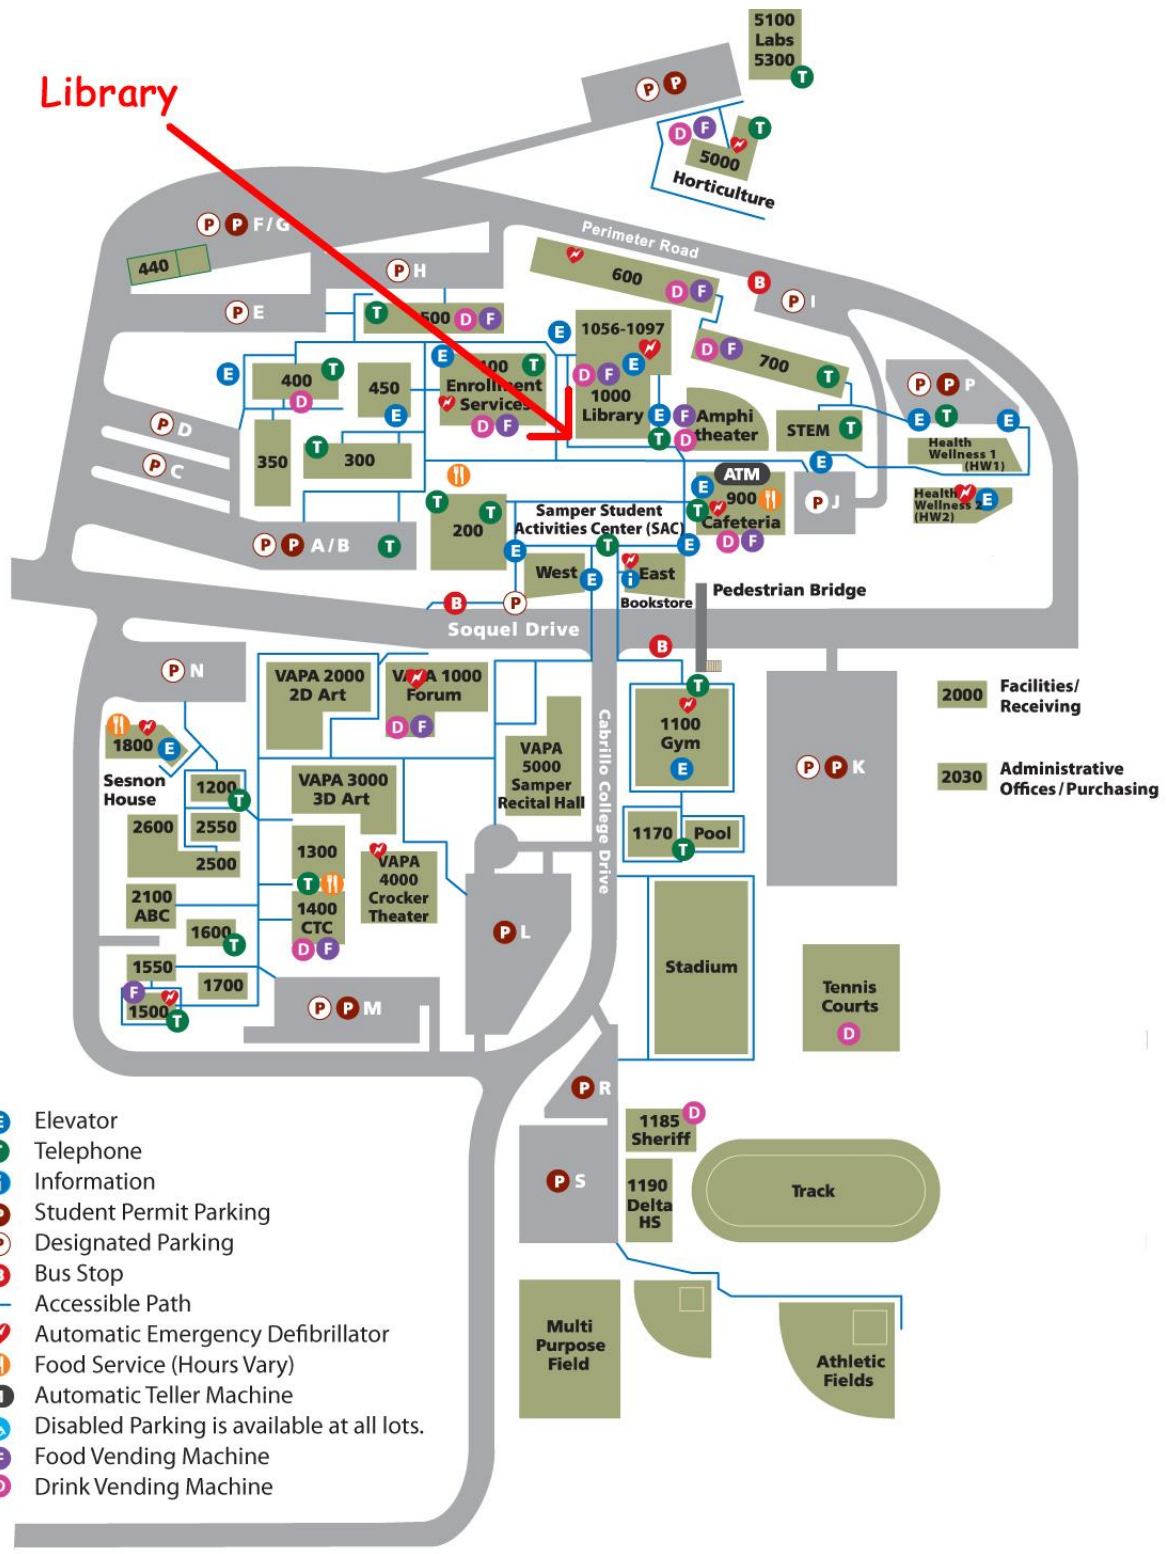 5100
Labs
5300
T
Library
P P
D F T
5000
Horticulture
P P F/G
Perimeter Road
440
P H
600
B
P I
D F
P E
T
500 D F
E
1056-1097
E
D F
700
T
E
400
T
D
450
E
E
400
T
Enrollment
Services
D F
D F E
1000
Library
E
T
F
D
Amphi
theater
STEM T
P P P
E T E
Health
Wellness 1
(HW1)
P D
P C
350
T
300
E
ATM
E
900
T
Cafeteria
D F
P J
Health
Wellness 2
(HW2)
E
T T
200
Samper Student
Activities Center (SAC)
P P A/B T
E
T
E
West
E
i
East
Bookstore
Pedestrian Bridge
B
P
Soquel Drive
B
P N
VAPA 2000
2D Art
VAPA 1000
Forum
D F
T
1100
Gym
E
2000
Facilities/
Receiving
1800 E
Sesnon
House
VAPA
5000
Samper
Recital Hall
Cabrillo College Drive
P P K
2030
Administrative
Offices/Purchasing
1200
T
VAPA 3000
3D Art
2600
2550
2500
1300
1170
T
Pool
VAPA
4000
Crocker
Theater
T
1400
CTC
D F
2100
ABC
1600
T
P L
Stadium
Tennis
Courts
D
1550
1700
F
1500
T
P P M
P R
1185
Sheriff
D
P S
1190
Delta
HS
Track
Multi
Purpose
Field
Athletic
Fields
E Elevator
T Telephone
i Information
P Student Permit Parking
P Designated Parking
B Bus Stop
Accessible Path
Automatic Emergency Defibrillator
Food Service (Hours Vary)
Automatic Teller Machine
Disabled Parking is available at all lots.
F Food Vending Machine
D Drink Vending Machine